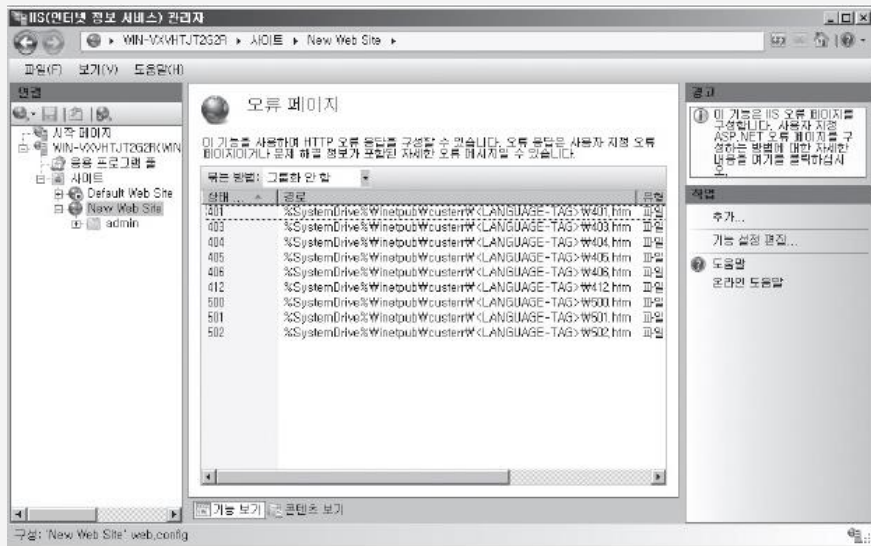 IIS(인터넷 정보 서비스) 관리자
WIN-VXVHTJT2G2R ▸ 사이트 ▸ New Web Site ▸
파일(F) 보기(V) 도움말(H)
연결
시작 페이지
WIN-VXVHTJT2G2R(WIN
응용 프로그램 풀
사이트
Default Web Site
New Web Site
admin
오류 페이지
이 기능을 사용하여 HTTP 오류 응답을 구성할 수 있습니다. 오류 응답은 사용자 지정 오류
페이지이거나 문제 해결 정보가 포함된 자세한 오류 메시지일 수 있습니다.
묶는 방법: 그룹화 안 함
상태 ... 경로 유형
401 %SystemDrive%₩inetpub₩custerr₩<LANGUAGE-TAG>₩401.htm 파일
403 %SystemDrive%₩inetpub₩custerr₩<LANGUAGE-TAG>₩403.htm 파일
404 %SystemDrive%₩inetpub₩custerr₩<LANGUAGE-TAG>₩404.htm 파일
405 %SystemDrive%₩inetpub₩custerr₩<LANGUAGE-TAG>₩405.htm 파일
406 %SystemDrive%₩inetpub₩custerr₩<LANGUAGE-TAG>₩406.htm 파일
412 %SystemDrive%₩inetpub₩custerr₩<LANGUAGE-TAG>₩412.htm 파일
500 %SystemDrive%₩inetpub₩custerr₩<LANGUAGE-TAG>₩500.htm 파일
501 %SystemDrive%₩inetpub₩custerr₩<LANGUAGE-TAG>₩501.htm 파일
502 %SystemDrive%₩inetpub₩custerr₩<LANGUAGE-TAG>₩502.htm 파일
기능 보기 콘텐츠 보기
경고
이 기능은 IIS 오류 페이지를
구성합니다. 사용자 지정
ASP.NET 오류 페이지를 구
성하는 방법에 대한 자세한
내용을 여기를 클릭하십시
오.
작업
추가...
기능 설정 편집...
도움말
온라인 도움말
구성: 'New Web Site' web.config